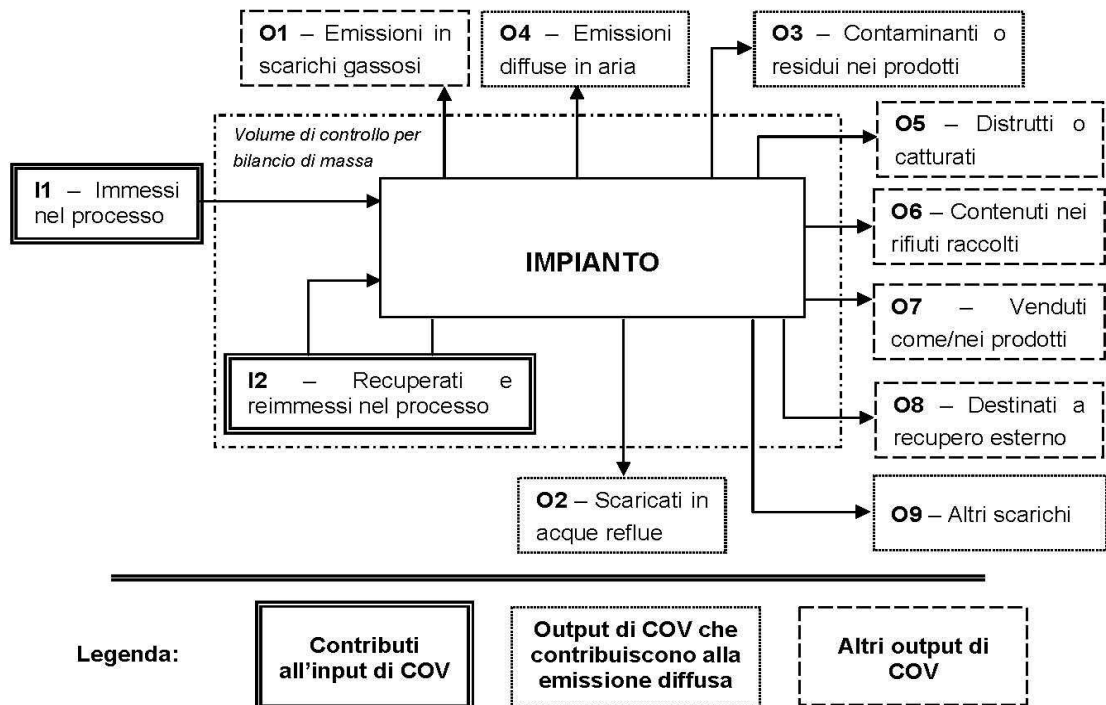 O1 – Emissioni in
scarichi gassosi
O4 – Emissioni
diffuse in aria
O3 – Contaminanti o
residui nei prodotti
Volume di controllo per
bilancio di massa
O5 – Distrutti o
catturati
I1 – Immessi
nel processo
O6 – Contenuti nei
rifiuti raccolti
IMPIANTO
O7 – Venduti
come/nei prodotti
I2 – Recuperati e
reimmessi nel processo
O8 – Destinati a
recupero esterno
O2 – Scaricati in
acque reflue
O9 – Altri scarichi
Legenda:
Contributi
all'input di COV
Output di COV che
contribuiscono alla
emissione diffusa
Altri output di
COV